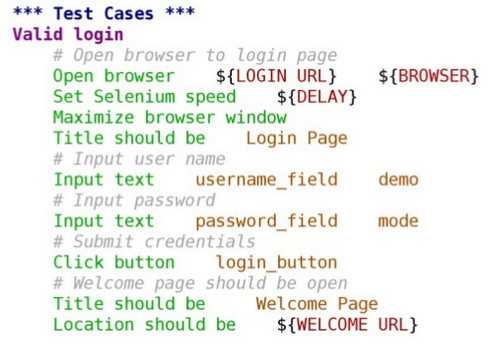 *** Test Cases ***
Valid login
    # Open browser to login page
    Open browser    ${LOGIN URL}    ${BROWSER}
    Set Selenium speed    ${DELAY}
    Maximize browser window
    Title should be    Login Page
    # Input user name
    Input text    username_field    demo
    # Input password
    Input text    password_field    mode
    # Submit credentials
    Click button    login_button
    # Welcome page should be open
    Title should be     Welcome Page
    Location should be    ${WELCOME URL}